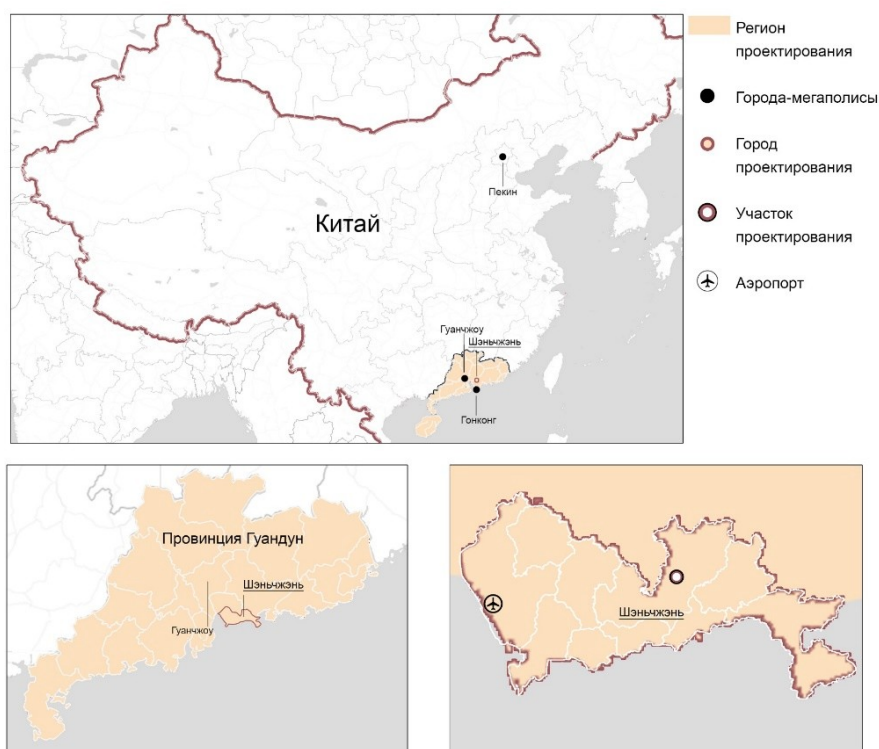 Регион
проектирования
Города-мегаполисы
Город
проектирования
Участок
проектирования
Аэропорт
Пекин
Китай
Гуанчжоу
Шэньчжэнь
Гонконг
Провинция Гуандун
Шэньчжэнь
Гуанчжоу
Шэньчжэнь